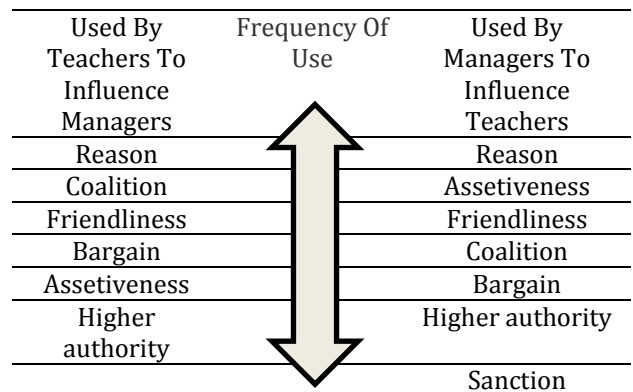 Used By
Teachers To
Influence
Managers
Frequency Of
Use
Used By
Managers To
Influence
Teachers
Reason
Reason
Coalition
Assetiveness
Friendliness
Friendliness
Bargain
Coalition
Assetiveness
Bargain
Higher
authority
Higher authority
Sanction